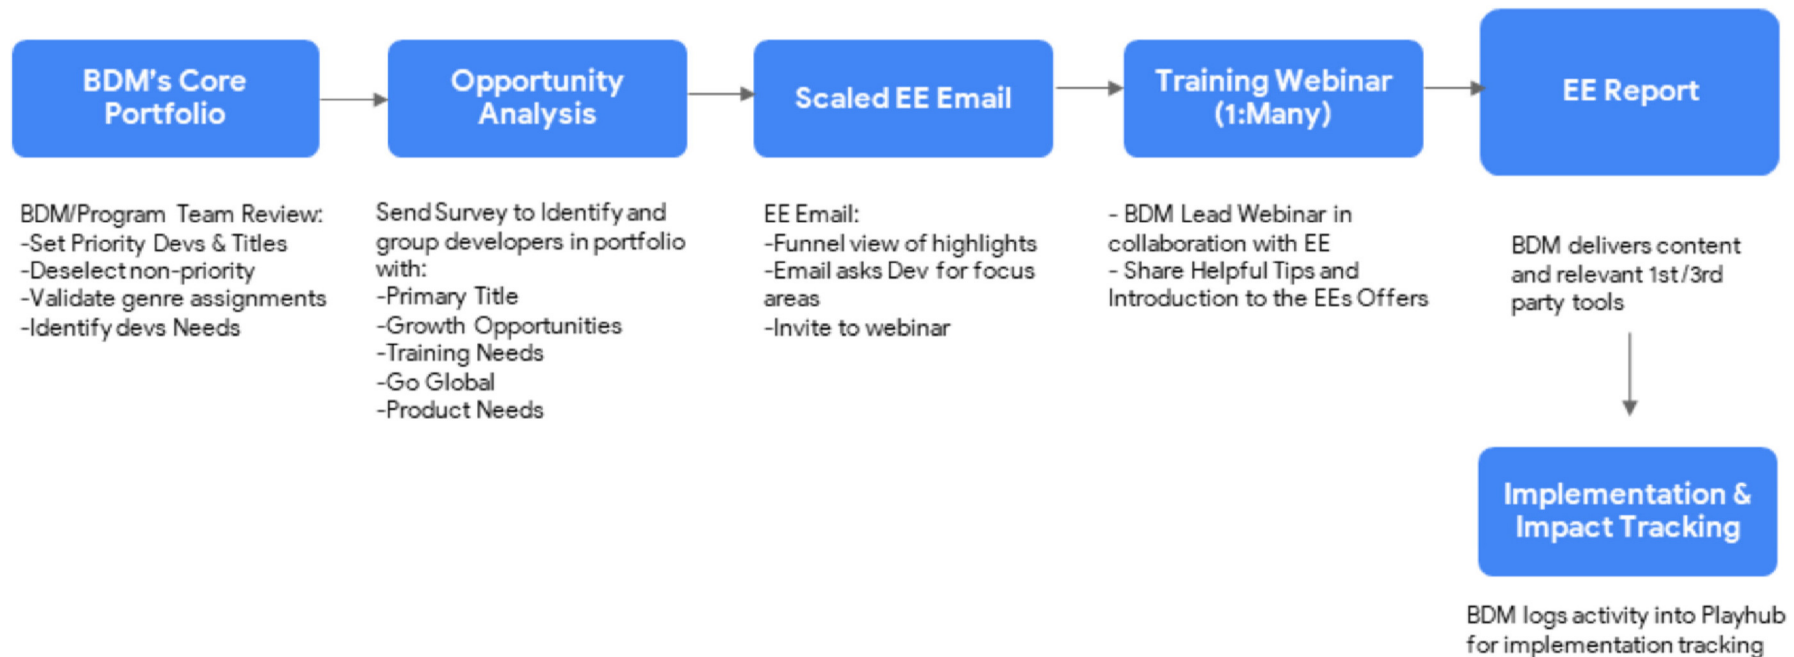 BDM's Core
Portfolio
Opportunity
Analysis
Scaled EE Email
Training Webinar
(1:Many)
EE Report
BDM/Program Team Review:
-Set Priority Devs & Titles
-Deselect non-priority
-Validate genre assignments
-Identify devs Needs
Send Survey to Identify and
group developers in portfolio
with:
-Primary Title
-Growth Opportunities
-Training Needs
-Go Global
-Product Needs
EE Email:
-Funnel view of highlights
-Email asks Dev for focus
areas
-Invite to webinar
- BDM Lead Webinar in
collaboration with EE
- Share Helpful Tips and
Introduction to the EEs Offers
BDM delivers content
and relevant 1st/3rd
party tools
Implementation &
Impact Tracking
BDM logs activity into Playhub
for implementation tracking